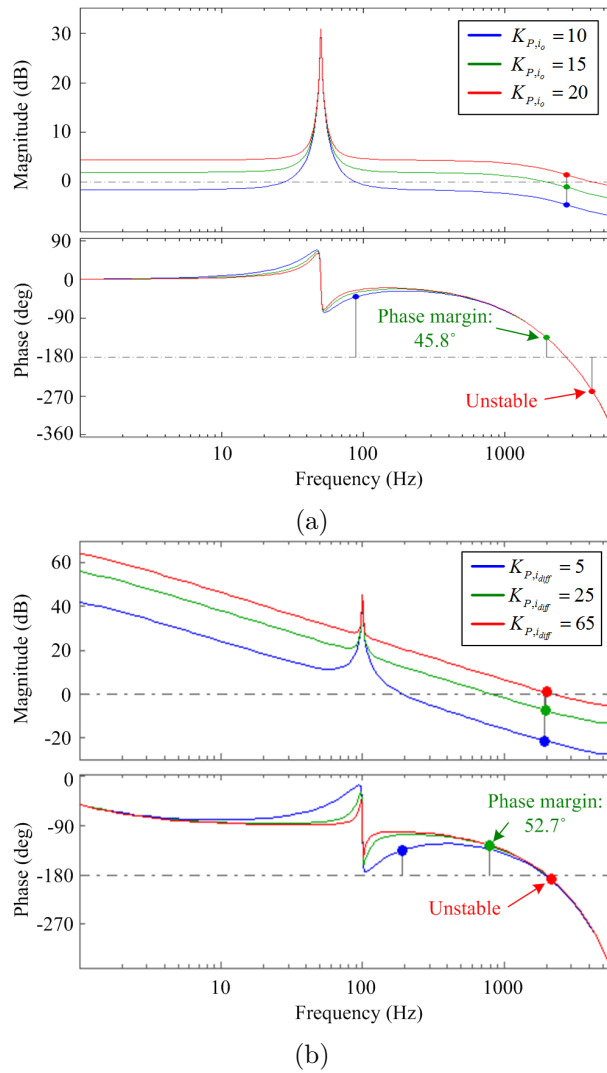 30
20
10
0
Magnitude (dB)
K_{P,i_o} = 10
K_{P,i_o} = 15
K_{P,i_o} = 20
90
0
-90
-180
-270
-360
Phase (deg)
Phase margin:
45.8°
Unstable
10
100
1000
Frequency (Hz)
(a)
60
40
20
0
-20
Magnitude (dB)
K_{P,i_{diff}} = 5
K_{P,i_{diff}} = 25
K_{P,i_{diff}} = 65
0
-90
-180
-270
Phase (deg)
Phase margin:
52.7°
Unstable
10
100
1000
Frequency (Hz)
(b)